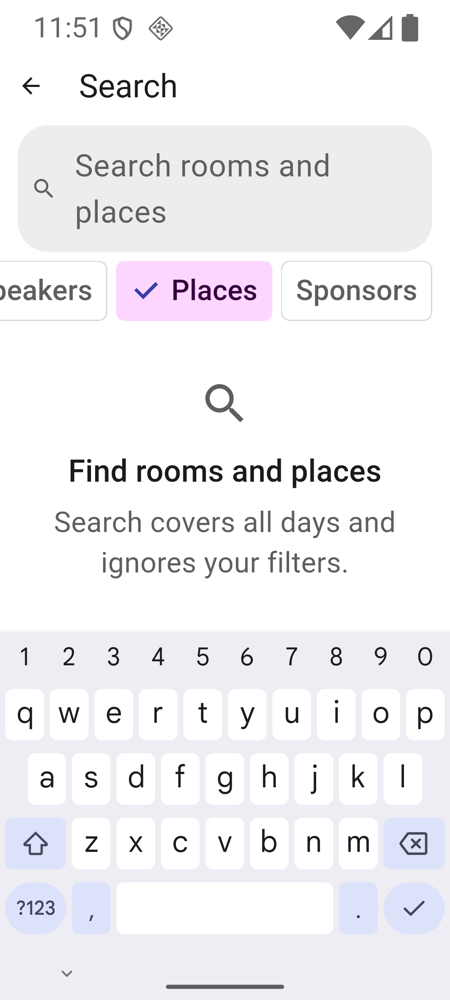 11:51
Search
Search rooms and
places
peakers
Places
Sponsors
Find rooms and places
Search covers all days and
ignores your filters.
1 2 3 4 5 6 7 8 9 0
q w e r t y u i o p
a s d f g h j k l
z x c v b n m
?123 , .